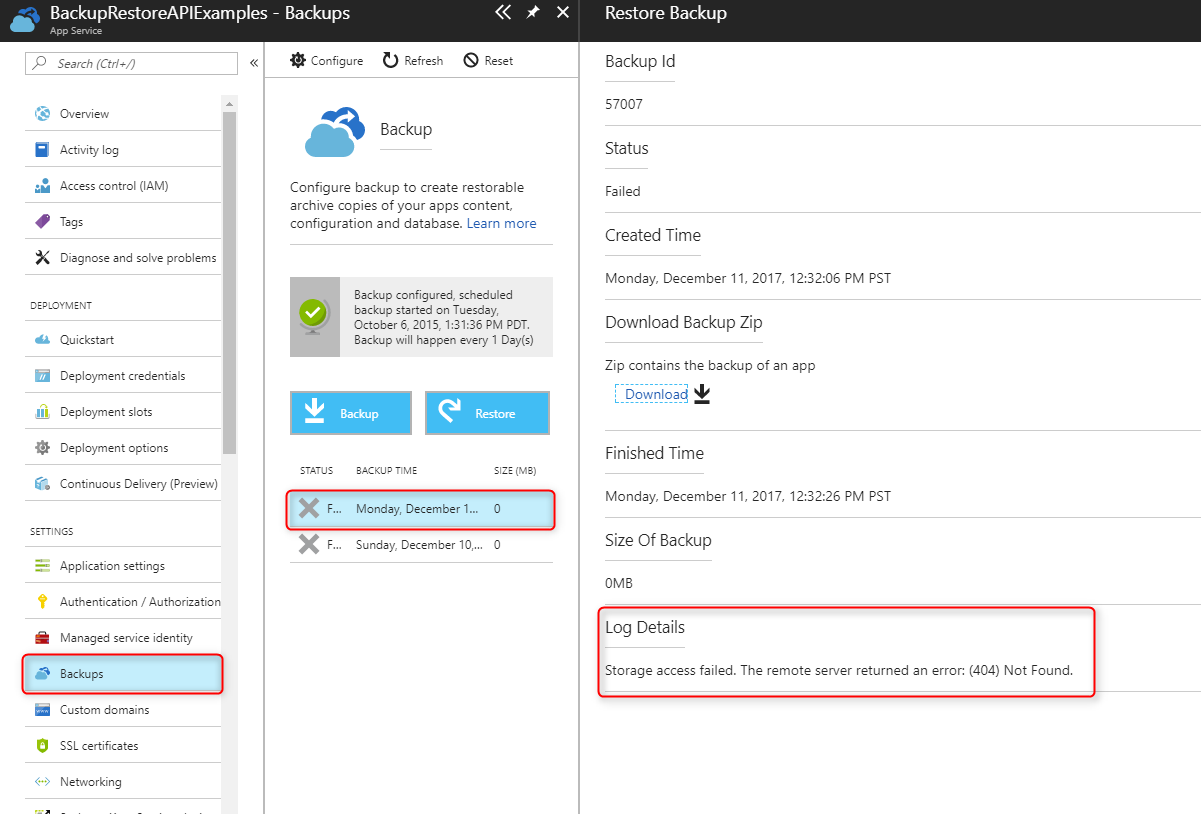 BackupRestoreAPIExamples - Backups
App Service
Search (Ctrl+/)
Overview
Activity log
Access control (IAM)
Tags
Diagnose and solve problems
DEPLOYMENT
Quickstart
Deployment credentials
Deployment slots
Deployment options
Continuous Delivery (Preview)
SETTINGS
Application settings
Authentication / Authorization
Managed service identity
Backups
Custom domains
SSL certificates
Networking
Configure
Refresh
Reset
Backup
Configure backup to create restorable
archive copies of your apps content,
configuration and database. Learn more
Backup configured, scheduled
backup started on Tuesday,
October 6, 2015, 1:31:36 PM PDT.
Backup will happen every 1 Day(s)
Backup
Restore
STATUS BACKUP TIME SIZE (MB)
F... Monday, December 1... 0
F... Sunday, December 10,... 0
Restore Backup
Backup Id
57007
Status
Failed
Created Time
Monday, December 11, 2017, 12:32:06 PM PST
Download Backup Zip
Zip contains the backup of an app
Download
Finished Time
Monday, December 11, 2017, 12:32:26 PM PST
Size Of Backup
0MB
Log Details
Storage access failed. The remote server returned an error: (404) Not Found.